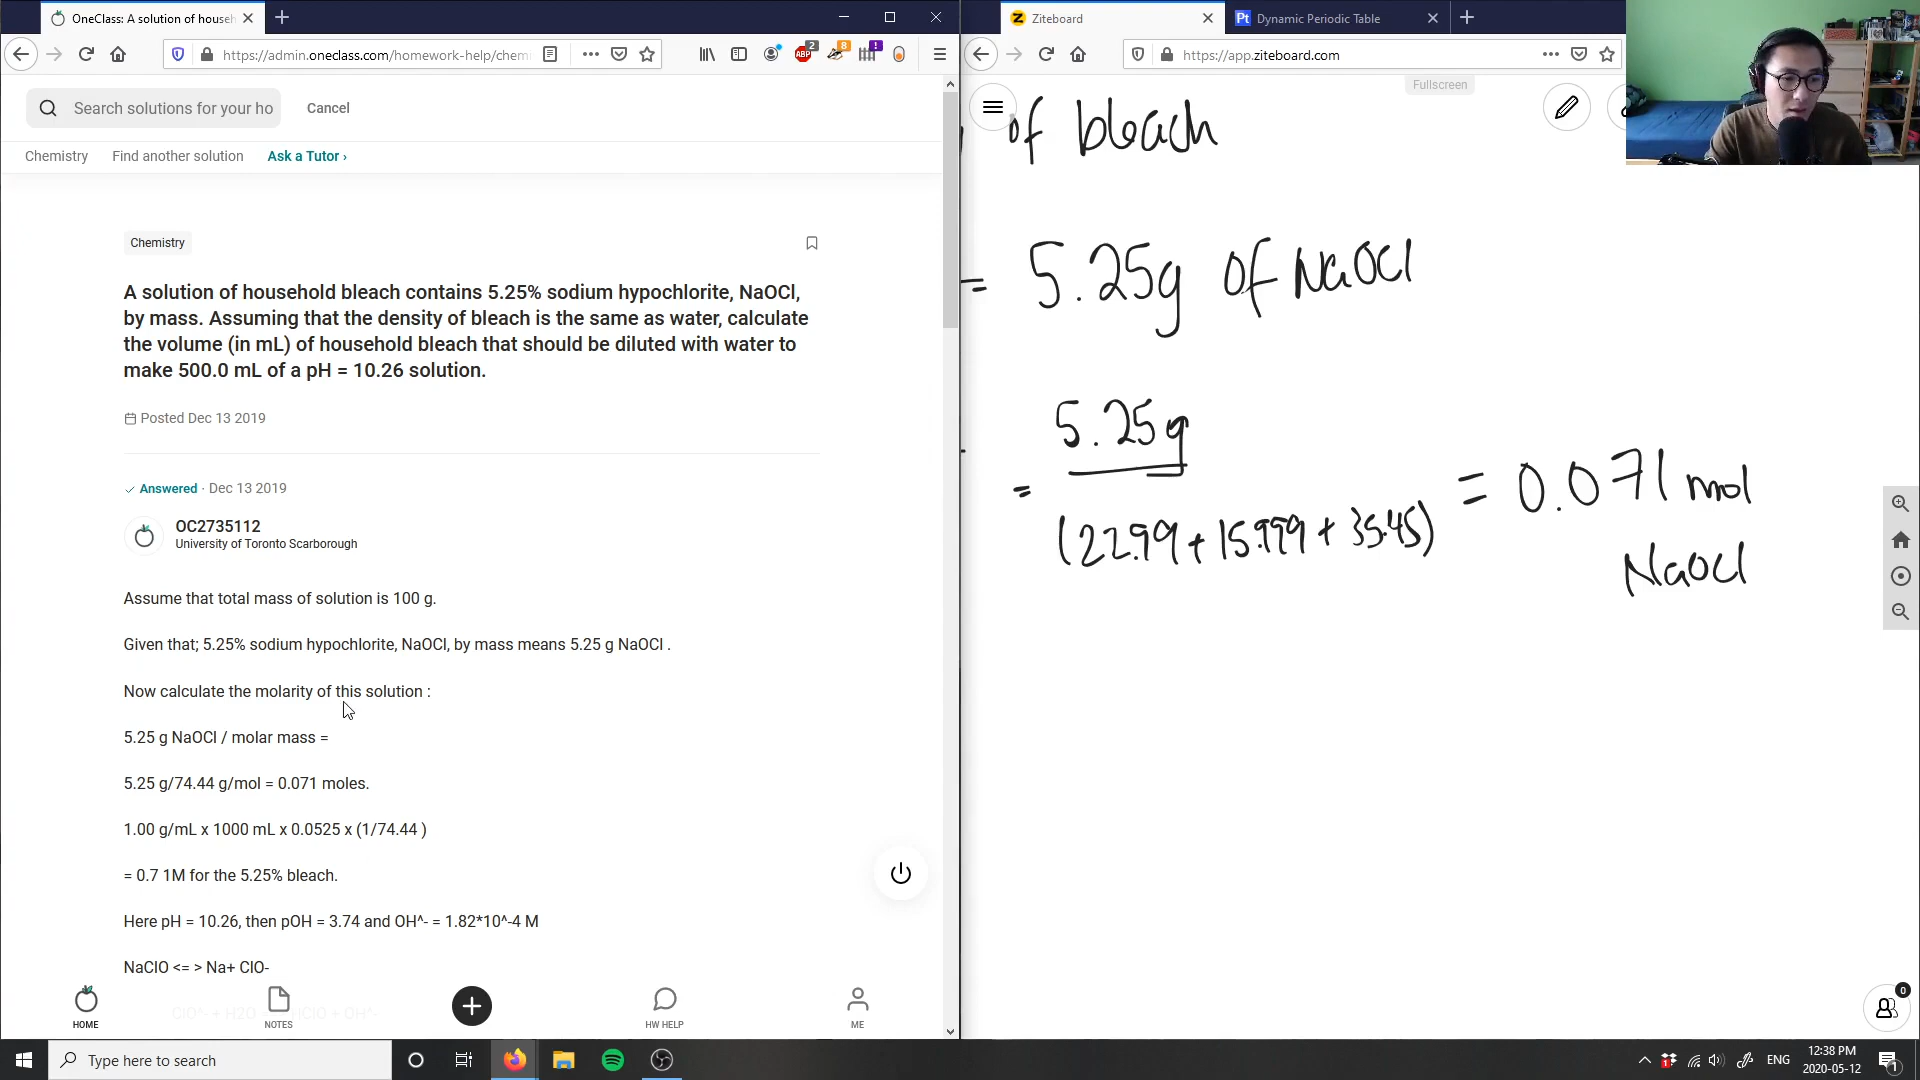 OneClass: A solution of househ
https://admin.oneclass.com/homework-help/chemi
2
8
!
Search solutions for your ho
Cancel
Chemistry
Find another solution
Ask a Tutor ›
Chemistry
A solution of household bleach contains 5.25% sodium hypochlorite, NaOCl,
by mass. Assuming that the density of bleach is the same as water, calculate
the volume (in mL) of household bleach that should be diluted with water to
make 500.0 mL of a pH = 10.26 solution.
Posted Dec 13 2019
Answered · Dec 13 2019
OC2735112
University of Toronto Scarborough
Assume that total mass of solution is 100 g.
Given that; 5.25% sodium hypochlorite, NaOCl, by mass means 5.25 g NaOCl .
Now calculate the molarity of this solution :
5.25 g NaOCl / molar mass =
5.25 g/74.44 g/mol = 0.071 moles.
1.00 g/mL x 1000 mL x 0.0525 x (1/74.44 )
= 0.7 1M for the 5.25% bleach.
Here pH = 10.26, then pOH = 3.74 and OH^- = 1.82*10^-4 M
NaClO <= > Na+ ClO-
HOME
NOTES
HW HELP
ME
Ziteboard
Pt Dynamic Periodic Table
https://app.ziteboard.com
Fullscreen
of bleach
= 5.25g of NaOCl
5.25g
= (22.99 + 15.999 + 35.45) = 0.071 mol
NaOCl
0
Type here to search
ENG
12:38 PM
2020-05-12
1